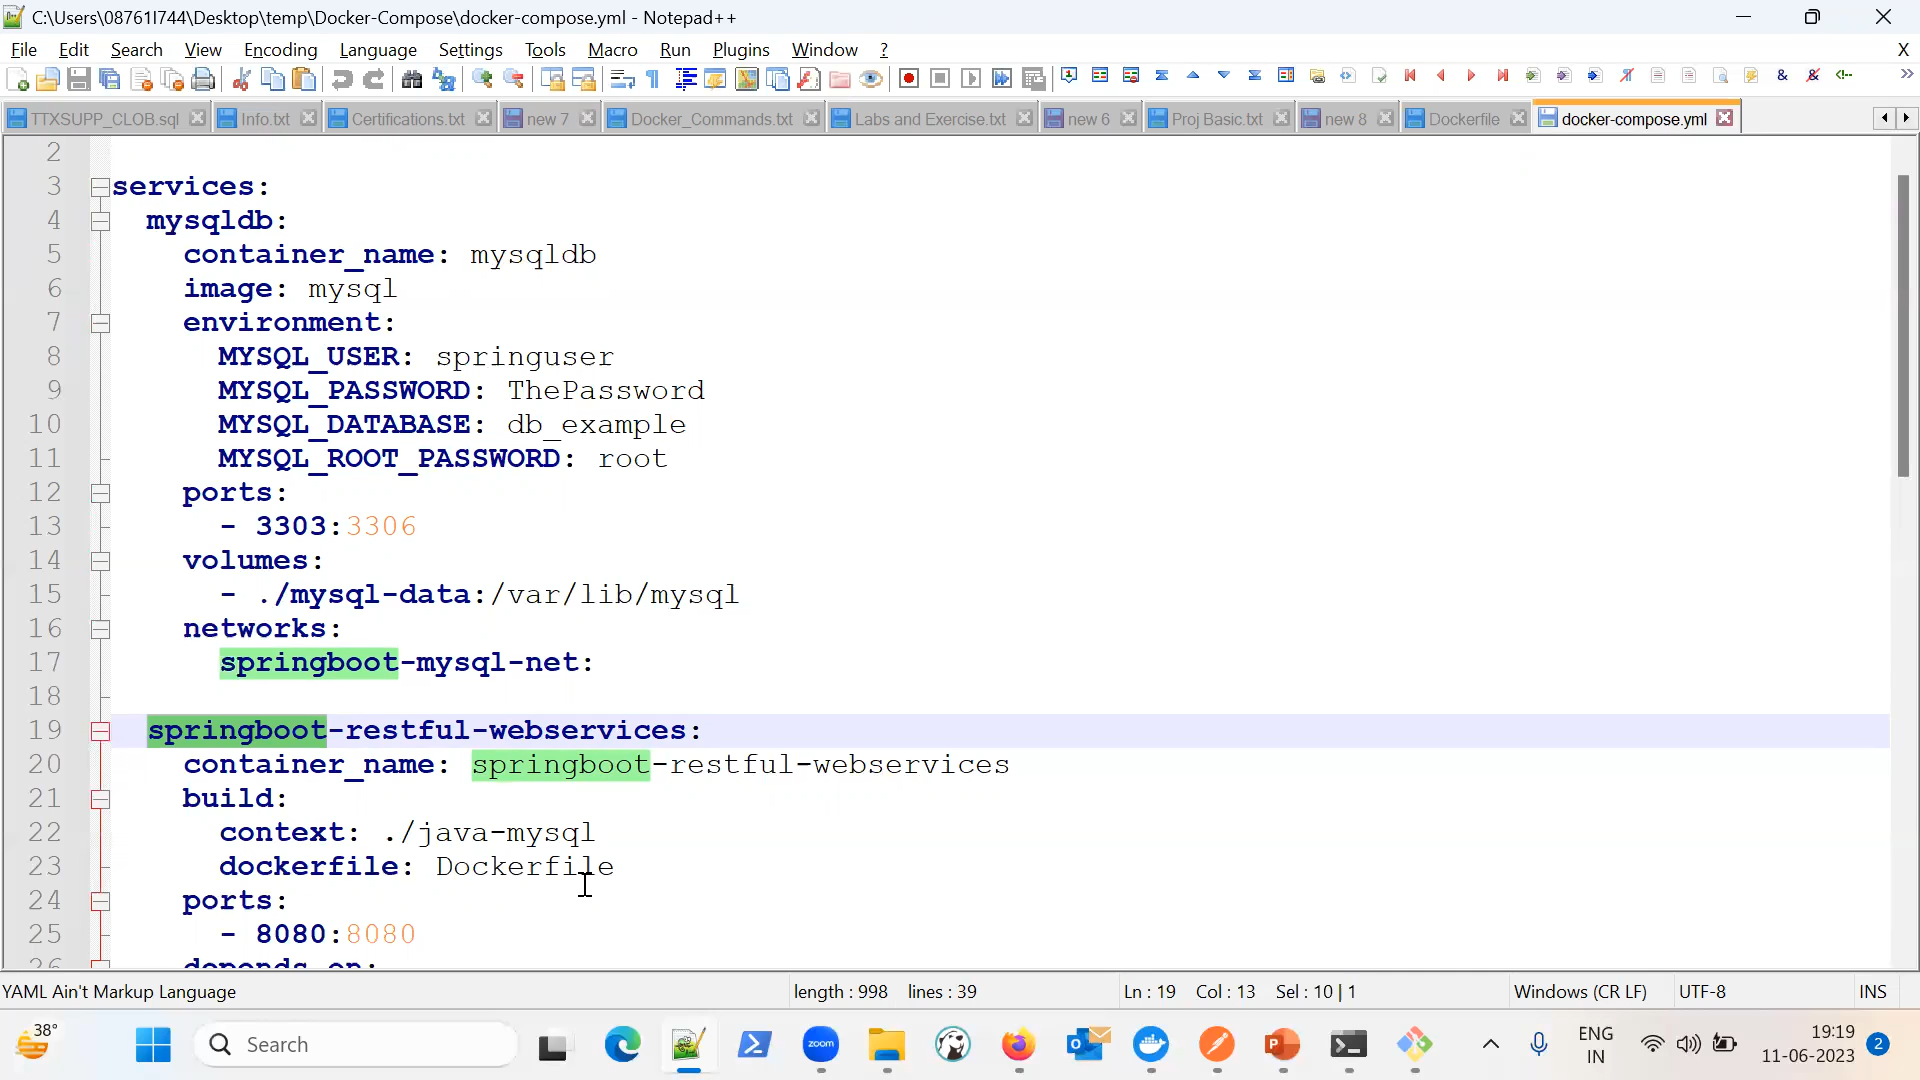 C:\Users\08761I744\Desktop\temp\Docker-Compose\docker-compose.yml - Notepad++
File Edit Search View Encoding Language Settings Tools Macro Run Plugins Window ? X
TTXSUPP_CLOB.sql Info.txt Certifications.txt new 7 Docker_Commands.txt Labs and Exercise.txt new 6 Proj Basic.txt new 8 Dockerfile docker-compose.yml
2
3 services:
4 mysqldb:
5 container_name: mysqldb
6 image: mysql
7 environment:
8 MYSQL_USER: springuser
9 MYSQL_PASSWORD: ThePassword
10 MYSQL_DATABASE: db_example
11 MYSQL_ROOT_PASSWORD: root
12 ports:
13 - 3303:3306
14 volumes:
15 - ./mysql-data:/var/lib/mysql
16 networks:
17 springboot-mysql-net:
18
19 springboot-restful-webservices:
20 container_name: springboot-restful-webservices
21 build:
22 context: ./java-mysql
23 dockerfile: Dockerfile
24 ports:
25 - 8080:8080
26 depends_on:
YAML Ain't Markup Language length : 998 lines : 39 Ln : 19 Col : 13 Sel : 10 | 1 Windows (CR LF) UTF-8 INS
38° Search zoom ENG IN 19:19 11-06-2023 2